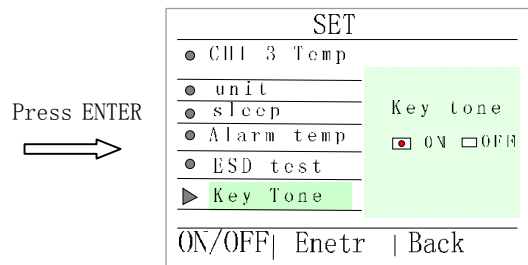 SET
CH1 3 Temp
unit
sleep
Alarm temp
ESD test
Key Tone
Key tone
ON OFF
Press ENTER
ON/OFF| Enetr | Back